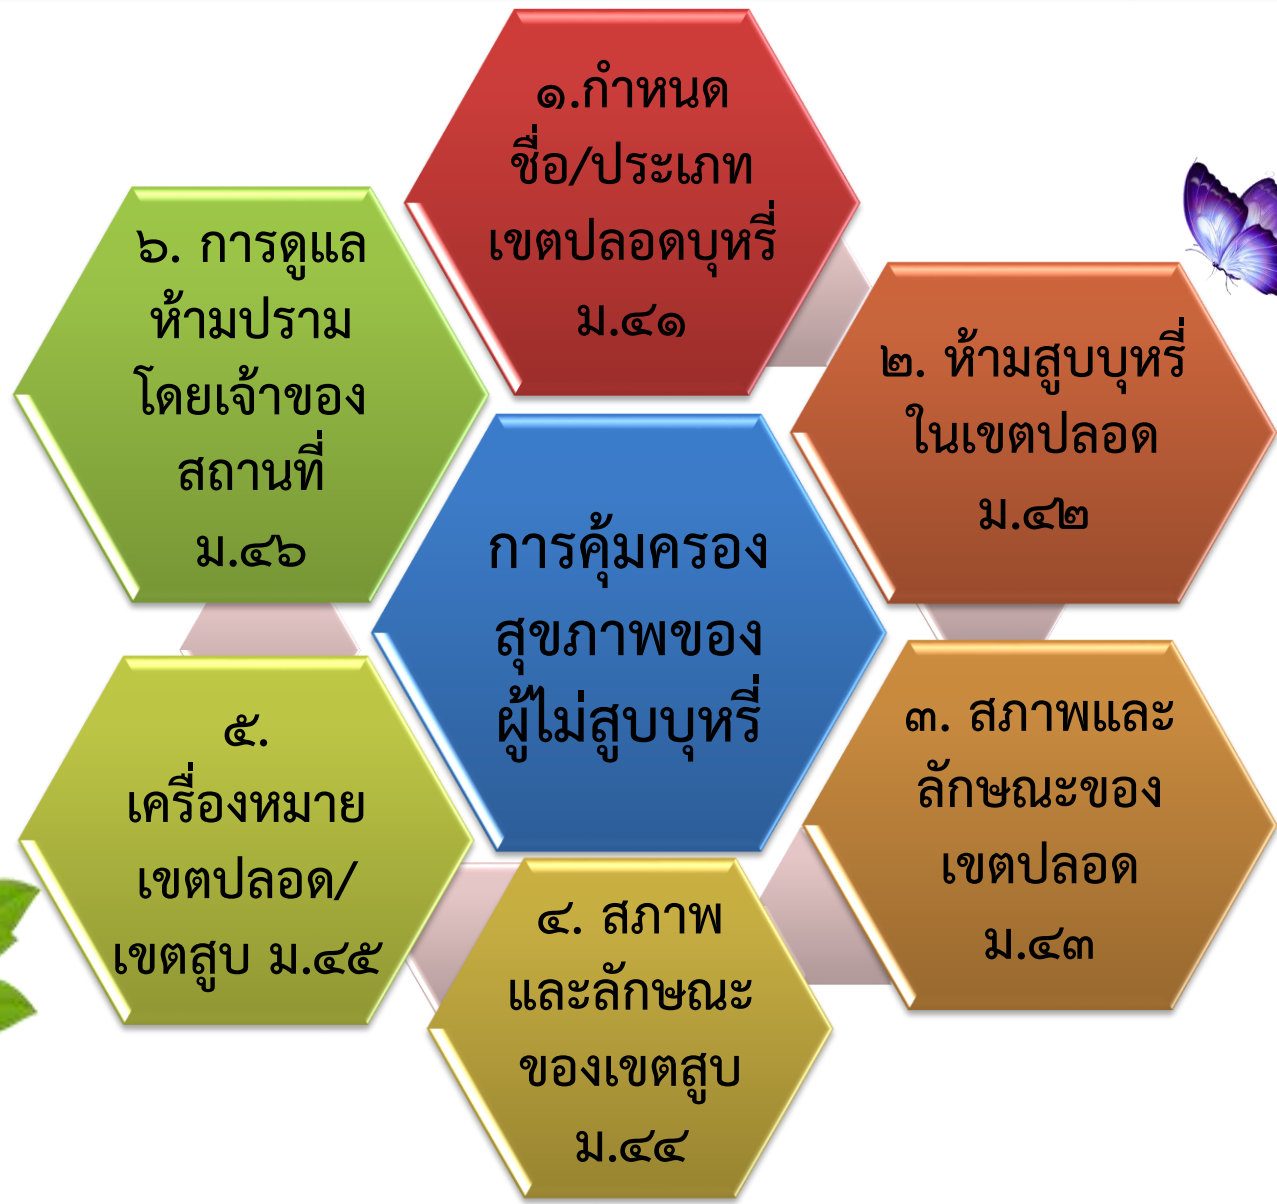 ๑.กำหนด
ชื่อ/ประเภท
เขตปลอดบุหรี่
ม.๔๑
๒. ห้ามสูบบุหรี่
ในเขตปลอด
ม.๔๒
๓. สภาพและ
ลักษณะของ
เขตปลอด
ม.๔๓
๔. สภาพ
และลักษณะ
ของเขตสูบ
ม.๔๔
๕.
เครื่องหมาย
เขตปลอด/
เขตสูบ ม.๔๕
๖. การดูแล
ห้ามปราม
โดยเจ้าของ
สถานที่
ม.๔๖
การคุ้มครอง
สุขภาพของ
ผู้ไม่สูบบุหรี่